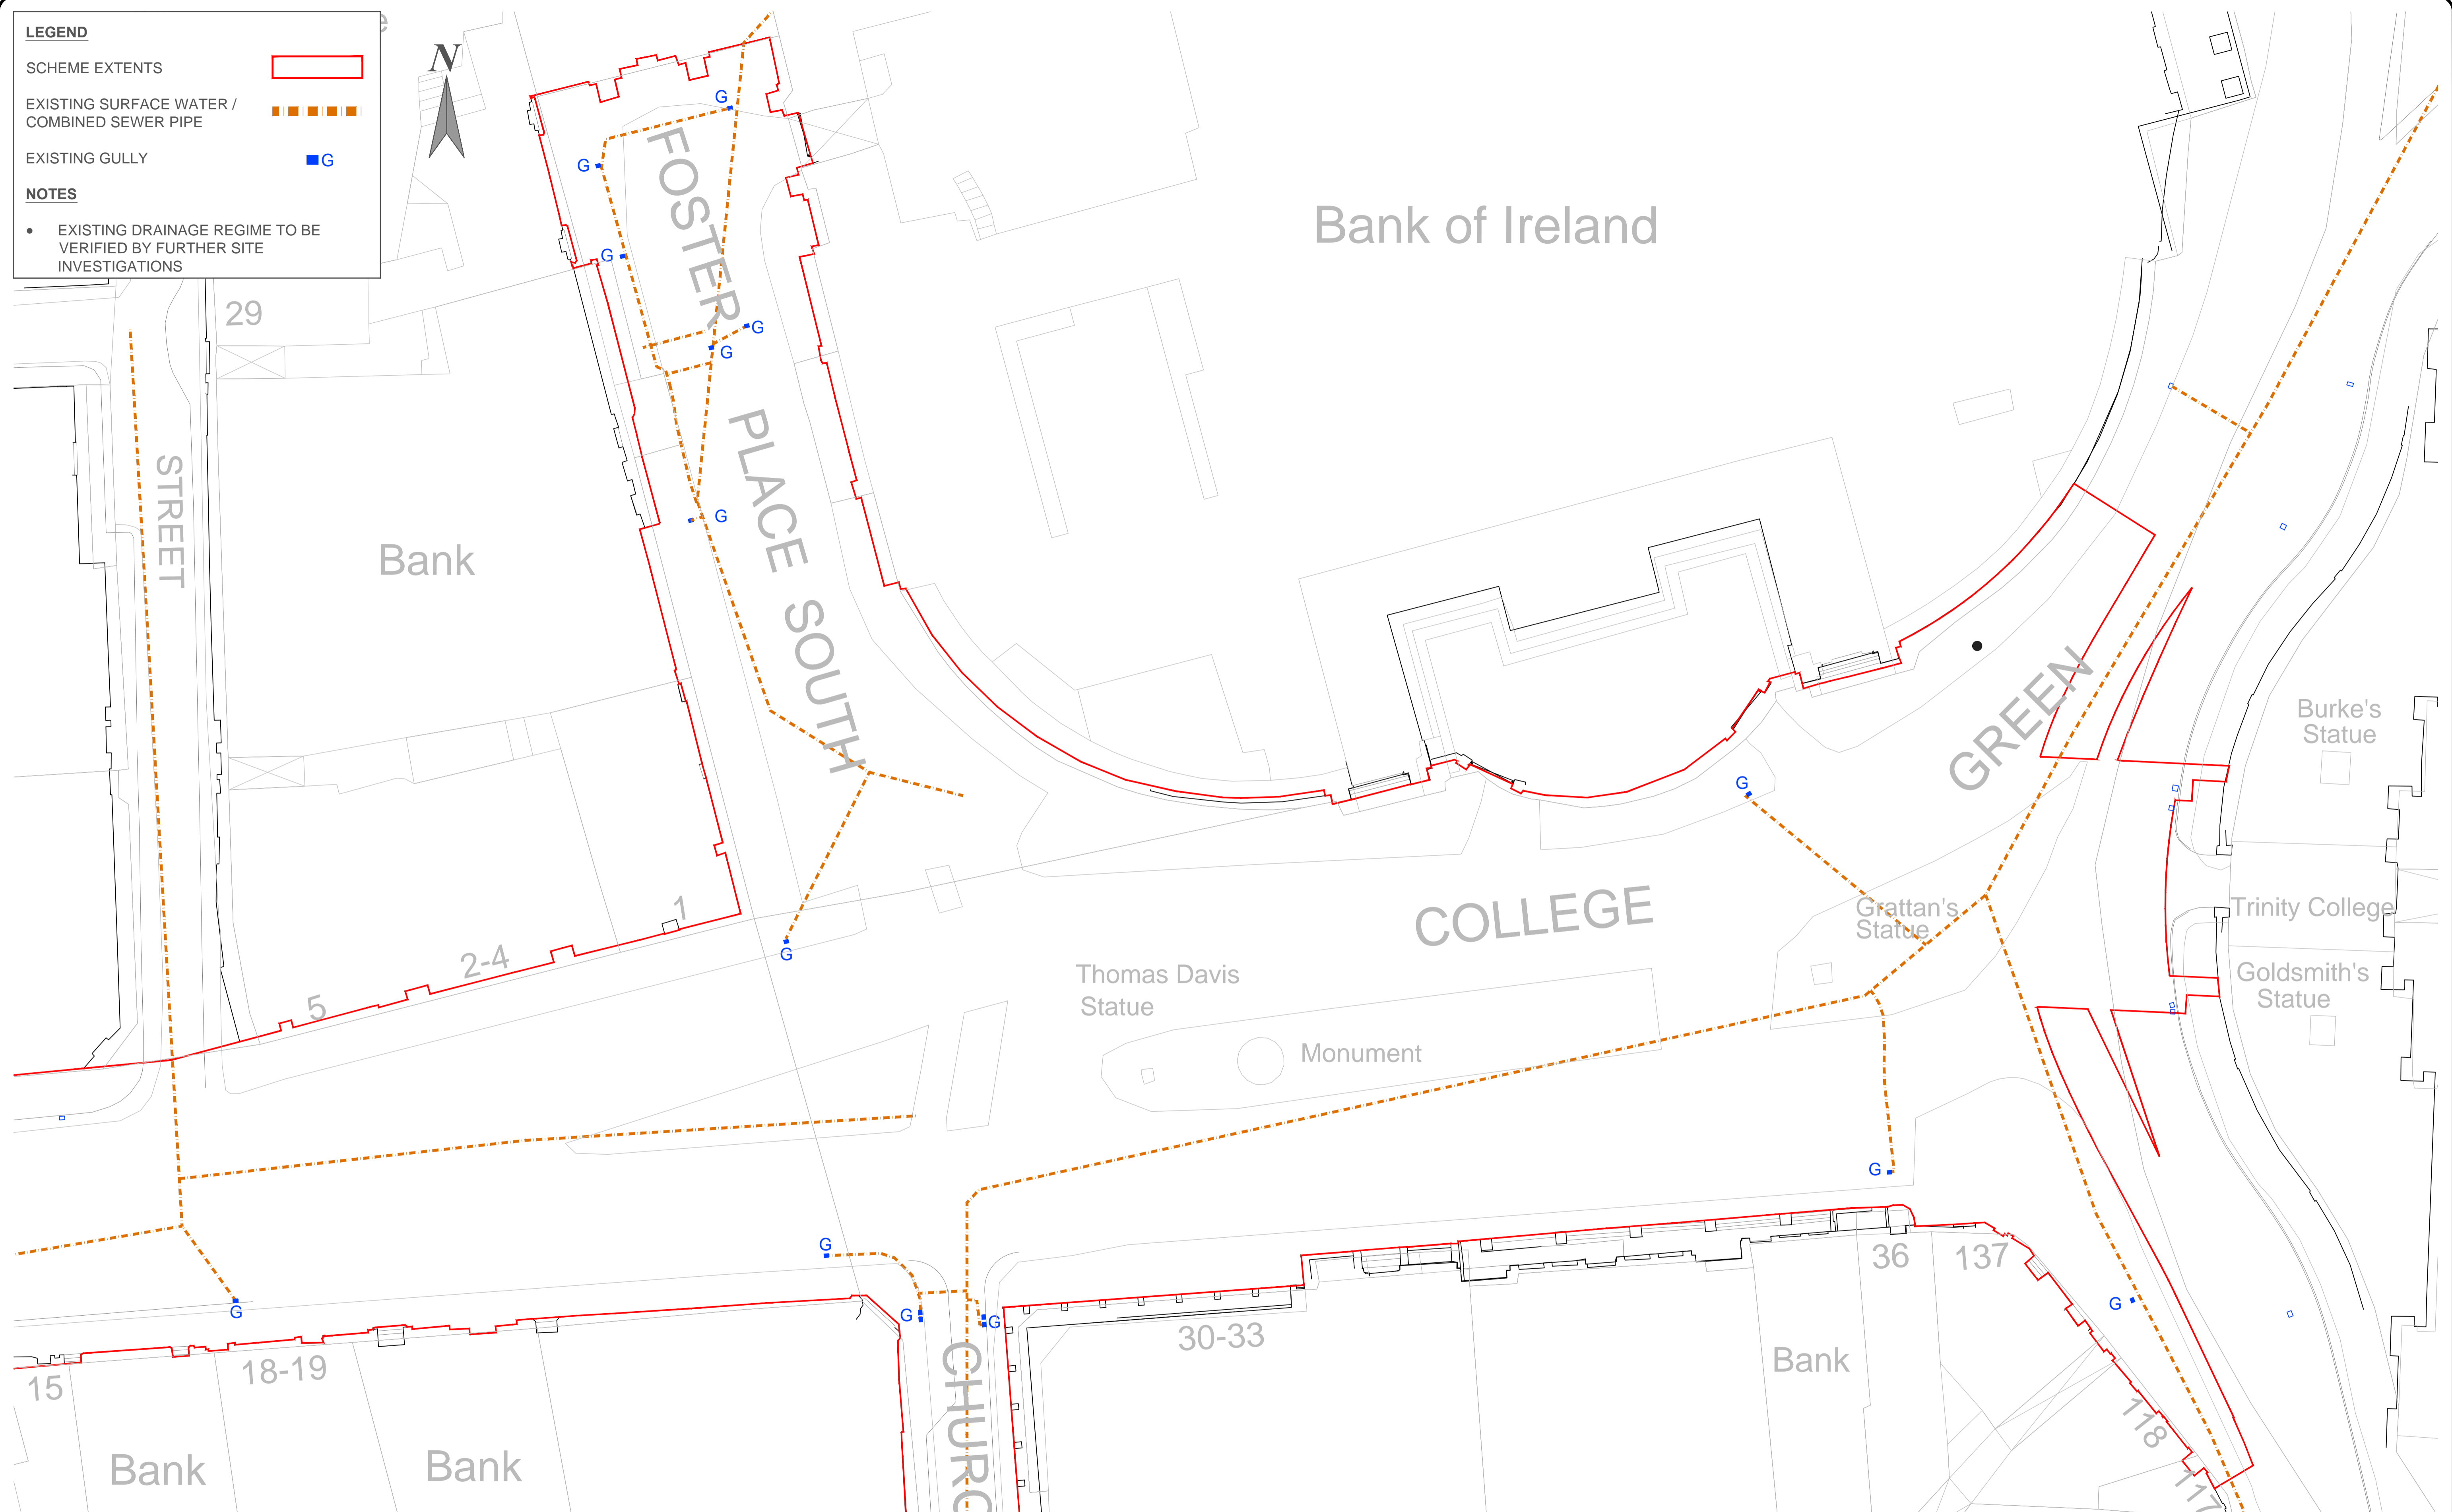 LEGEND
SCHEME EXTENTS
EXISTING SURFACE WATER /
COMBINED SEWER PIPE
EXISTING GULLY
G
NOTES
• EXISTING DRAINAGE REGIME TO BE
VERIFIED BY FURTHER SITE
INVESTIGATIONS
e
N
G
G
G
G
G
G
FOSTER
PLACE SOUTH
Bank of Ireland
29
STREET
Bank
GREEN
Burke's
Statue
G
COLLEGE
Grattan's
Statue
Trinity College
1
2-4
5
G
Thomas Davis
Statue
Goldsmith's
Statue
Monument
G
G
G
G
G
G
15
18-19
CHURC
30-33
36
137
Bank
118
117
Bank
Bank